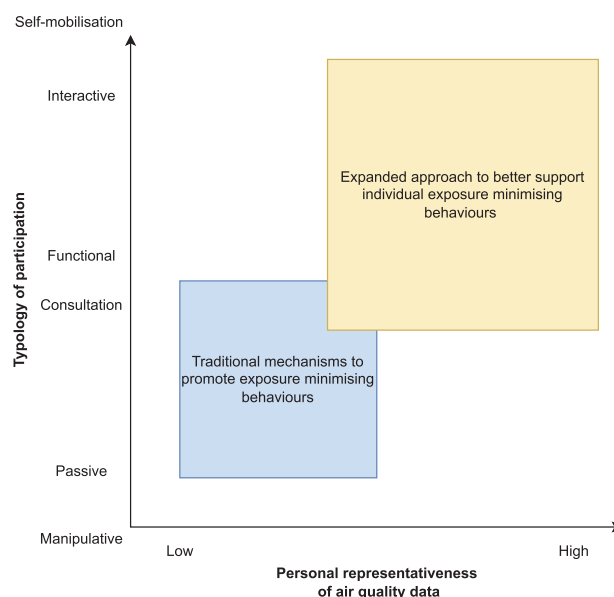 Self-mobilisation
Interactive
Expanded approach to better support
individual exposure minimising
behaviours
Typology of participation
Functional
Consultation
Traditional mechanisms to
promote exposure minimising
behaviours
Passive
Manipulative
Low
High
Personal representativeness
of air quality data